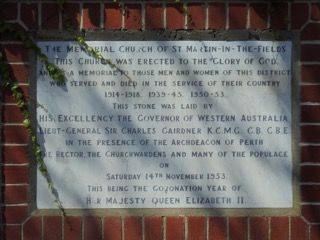 The Memorial Church of St Martin-in-the-Fields
This Church was erected to the Glory of God
and as a memorial to those men and women of this district
who served and died in the service of their country
1914-1918. 1939-45. 1950-53.
This stone was laid by
His Excellency the Governor of Western Australia
Lieut-General Sir Charles Gairdner K.C.M.G. C.B. C.B.E.
in the presence of the Archdeacon of Perth
the Rector, the Churchwardens and many of the populace
on
Saturday 14th November 1953.
This being the Coronation Year of
Her Majesty Queen Elizabeth II.